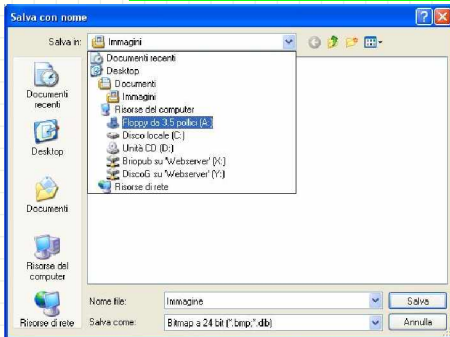 Salva con nome
Salva in:
Immagini
Documenti recenti
Desktop
Documenti
Immagini
Risorse del computer
Floppy da 3,5 pollici (A:)
Disco locale (C:)
Unità CD (D:)
Briopub su 'Webserver' (X:)
DiscoG su 'Webserver' (Y:)
Risorse di rete
Documenti
recenti
Desktop
Documenti
Risorse del
computer
Risorse di rete
Nome file:
Immagine
Salva
Salva come:
Bitmap a 24 bit (*.bmp;*.dib)
Annulla